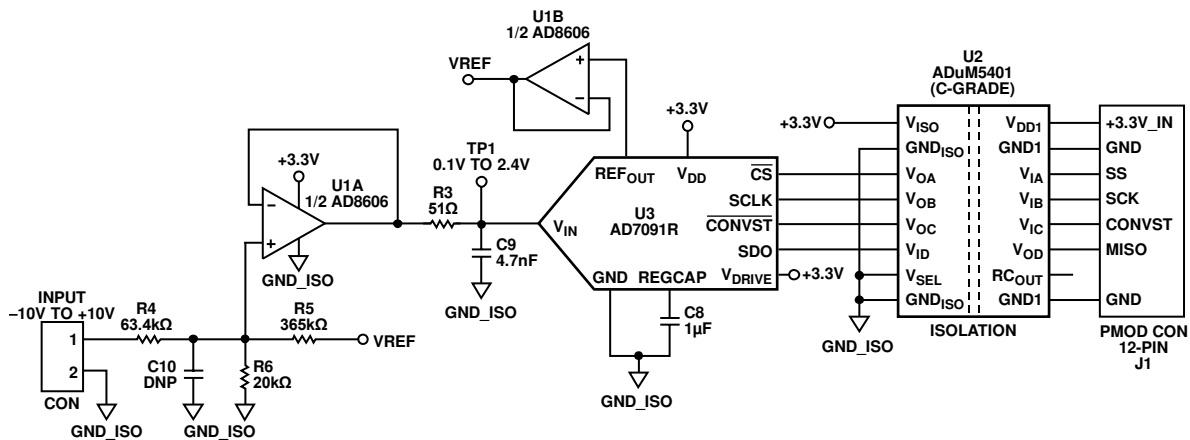 U1B
1/2 AD8606
VREF
+
−
U2
ADuM5401
(C-GRADE)
+3.3V
VISO
VDD1
+3.3V_IN
GNDISO
GND1
GND
VOA
VIA
SS
VOB
VIB
SCK
VOC
VIC
CONVST
VID
VOD
MISO
VSEL
RCOUT
GNDISO
GND1
GND
GND_ISO
ISOLATION
PMOD CON
12-PIN
J1
+3.3V
REFOUT
VDD
CS
SCLK
CONVST
SDO
VDRIVE
+3.3V
U3
AD7091R
VIN
GND
REGCAP
C8
1µF
GND_ISO
TP1
0.1V TO 2.4V
R3
51Ω
C9
4.7nF
GND_ISO
+3.3V
U1A
1/2 AD8606
−
+
GND_ISO
INPUT
−10V TO +10V
1
2
CON
GND_ISO
R4
63.4kΩ
C10
DNP
GND_ISO
R5
365kΩ
VREF
R6
20kΩ
GND_ISO